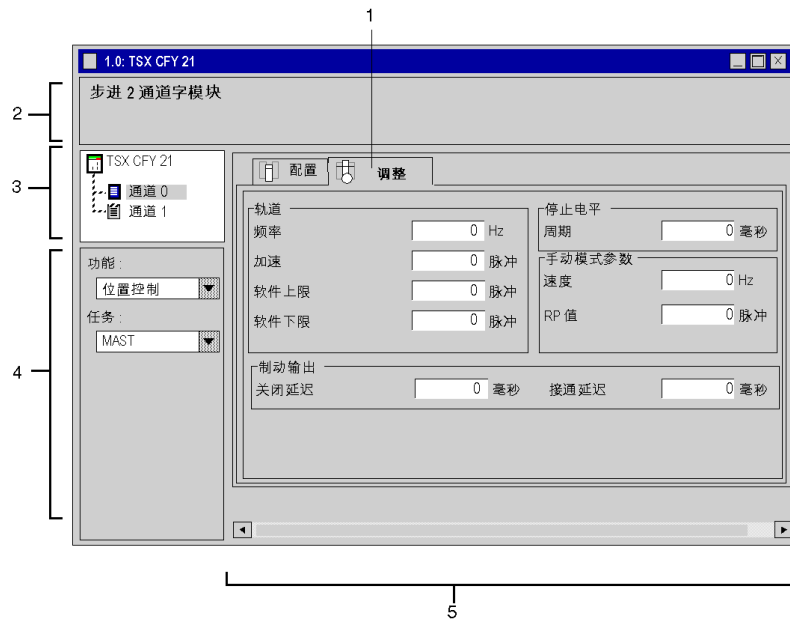 1
1.0: TSX CFY 21
步进 2 通道字模块
2
3
TSX CFY 21
通道 0
通道 1
4
功能 :
位置控制
任务 :
MAST
配置
调整
轨道
频率 0 Hz
加速 0 脉冲
软件上限 0 脉冲
软件下限 0 脉冲
停止电平
周期 0 毫秒
手动模式参数
速度 0 Hz
RP 值 0 脉冲
制动输出
关闭延迟 0 毫秒 接通延迟 0 毫秒
5